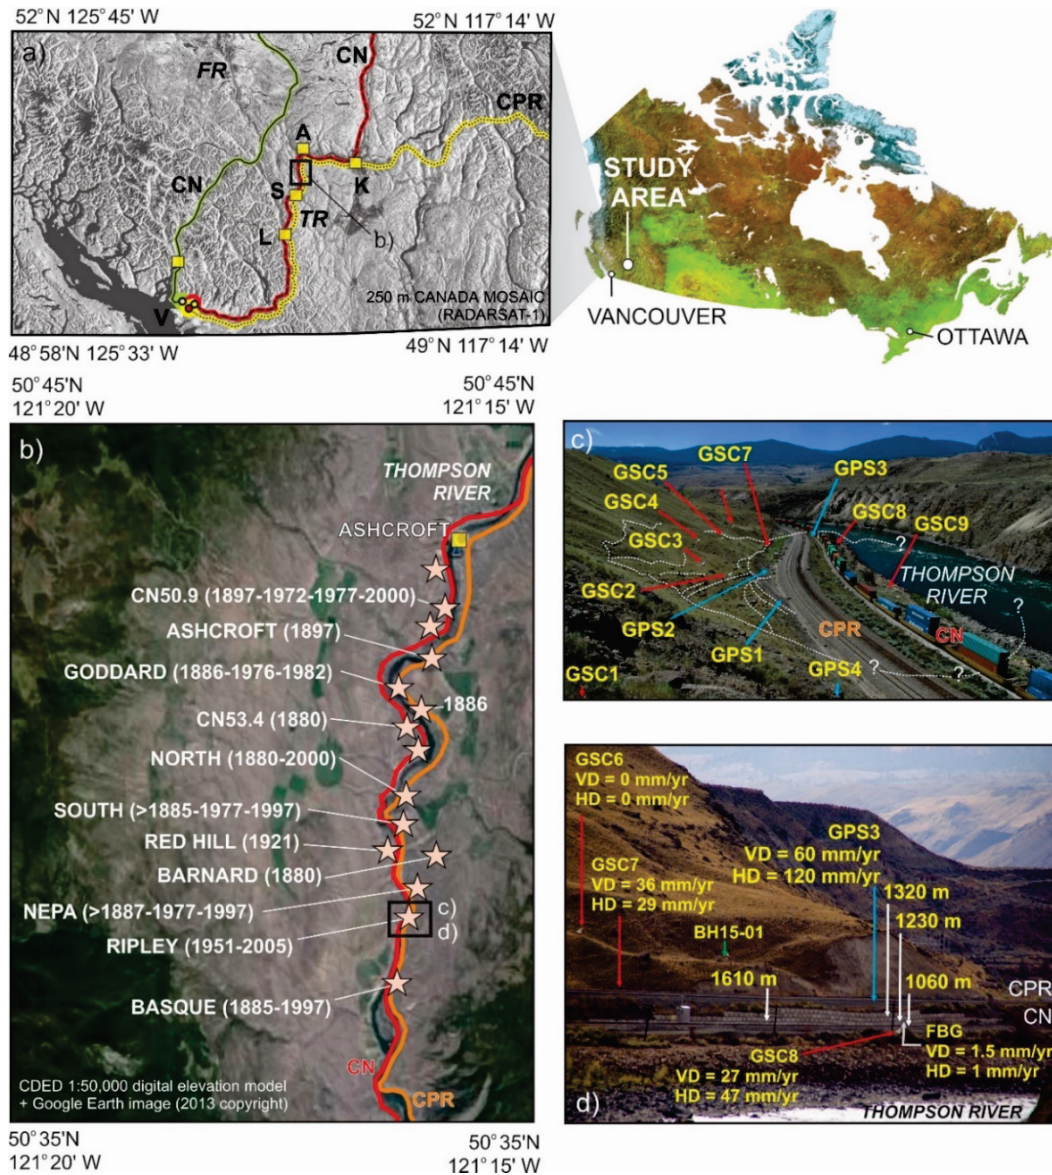 52° N 125° 45' W
52° N 117° 14' W
a)
FR
CN
CN
CPR
A
K
S
TR
L
b)
V
250 m CANADA MOSAIC
(RADARSAT-1)
48° 58'N 125° 33' W
49° N 117° 14' W
STUDY
AREA
VANCOUVER
OTTAWA
50° 45'N
121° 20' W
50° 45'N
121° 15' W
b)
THOMPSON
RIVER
ASHCROFT
CN50.9 (1897-1972-1977-2000)
ASHCROFT (1897)
GODDARD (1886-1976-1982)
1886
CN53.4 (1880)
NORTH (1880-2000)
SOUTH (>1885-1977-1997)
RED HILL (1921)
BARNARD (1880)
NEPA (>1887-1977-1997)
c)
d)
RIPLEY (1951-2005)
BASQUE (1885-1997)
CN
CPR
CDED 1:50,000 digital elevation model
+ Google Earth image (2013 copyright)
50° 35'N
121° 20' W
50° 35'N
121° 15' W
c)
GSC7
GSC5
GSC4
GSC3
GSC2
GPS2
GPS1
GSC1
GPS3
GSC8
GSC9
?
THOMPSON
RIVER
?
CPR
CN
GPS4
?
?
GSC6
VD = 0 mm/yr
HD = 0 mm/yr
GPS3
VD = 60 mm/yr
HD = 120 mm/yr
GSC7
VD = 36 mm/yr
HD = 29 mm/yr
1320 m
1230 m
BH15-01
1610 m
1060 m
CPR
CN
FBG
VD = 1.5 mm/yr
HD = 1 mm/yr
GSC8
VD = 27 mm/yr
HD = 47 mm/yr
d)
THOMPSON RIVER